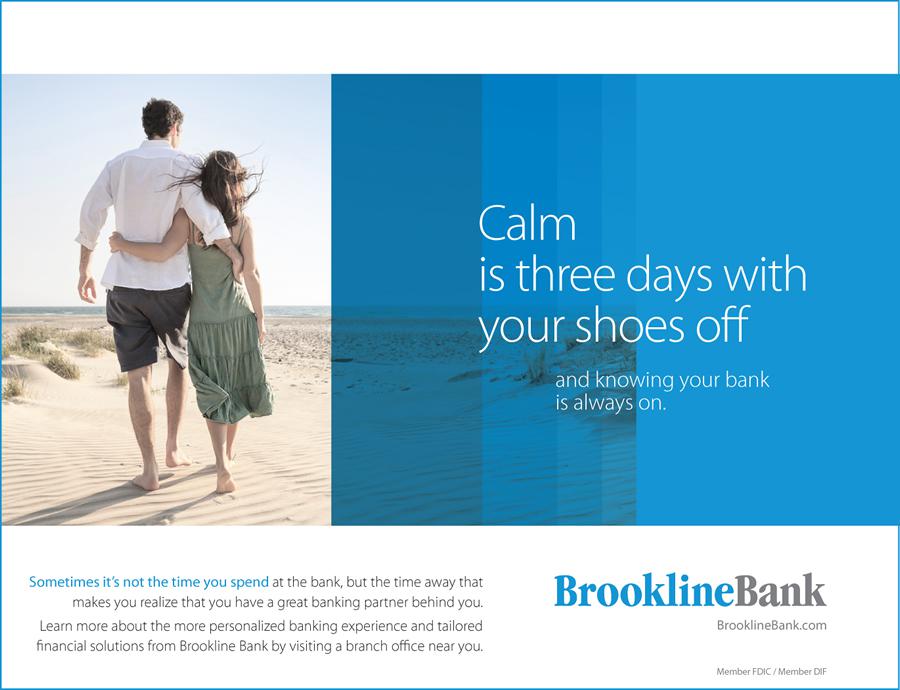 Calm
is three days with
your shoes off
and knowing your bank
is always on.
Sometimes it's not the time you spend at the bank, but the time away that
makes you realize that you have a great banking partner behind you.
Learn more about the more personalized banking experience and tailored
financial solutions from Brookline Bank by visiting a branch office near you.
BrooklineBank
BrooklineBank.com
Member FDIC / Member DIF